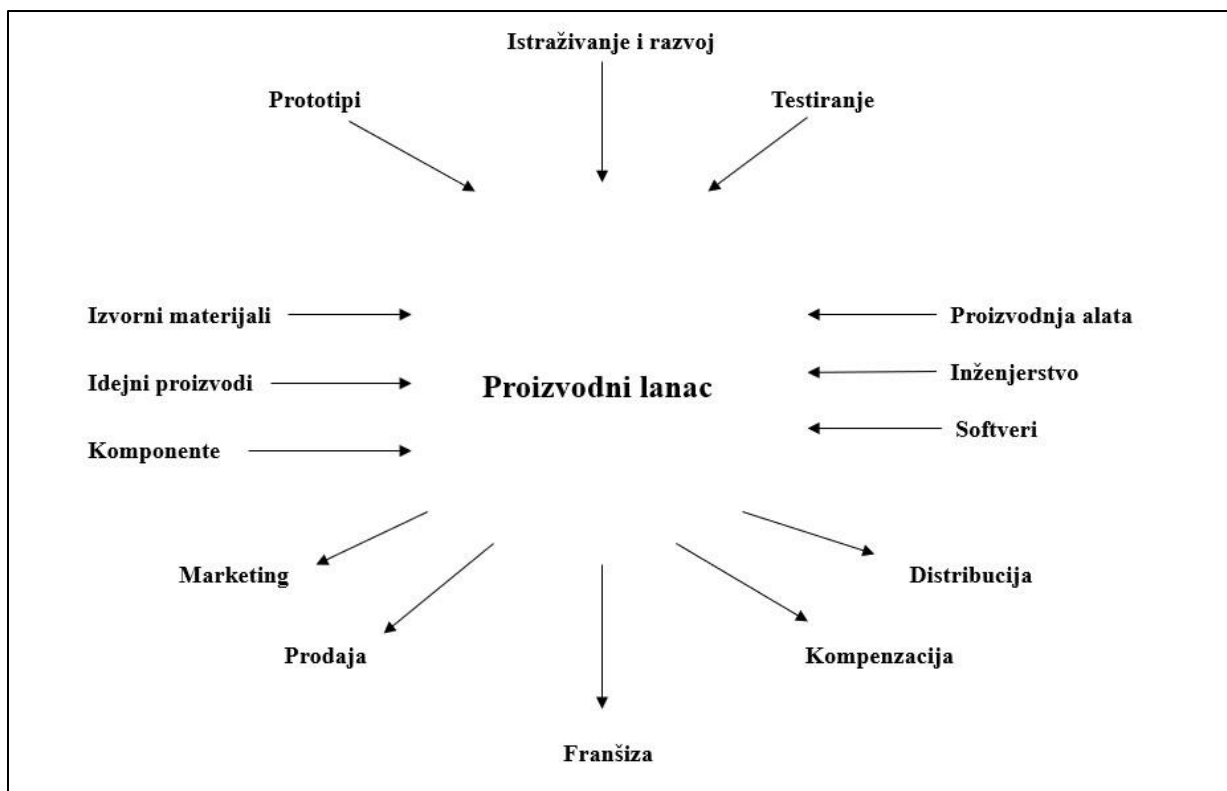 Istraživanje i razvoj
Prototipi
Testiranje
Izvorni materijali
Proizvodnja alata
Idejni proizvodi
Proizvodni lanac
Inženjerstvo
Softveri
Komponente
Marketing
Distribucija
Prodaja
Kompenzacija
Franšiza